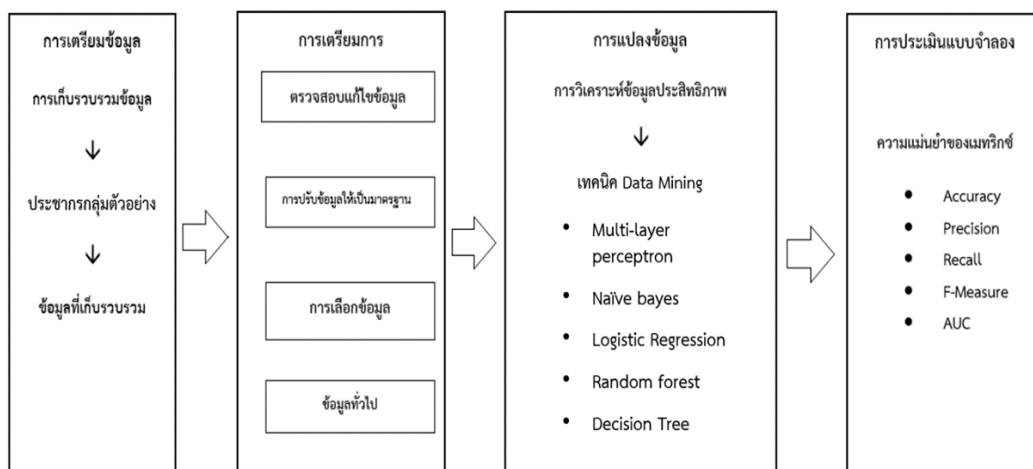 การเตรียมข้อมูล
การเก็บรวบรวมข้อมูล
ประชากรกลุ่มตัวอย่าง
ข้อมูลที่เก็บรวบรวม
การเตรียมการ
ตรวจสอบแก้ไขข้อมูล
การปรับข้อมูลให้เป็นมาตรฐาน
การเลือกข้อมูล
ข้อมูลทั่วไป
การแปลงข้อมูล
การวิเคราะห์ข้อมูลประสิทธิภาพ
เทคนิค Data Mining
• Multi-layer
perceptron
• Naïve bayes
• Logistic Regression
• Random forest
• Decision Tree
การประเมินแบบจำลอง
ความแม่นยำของเมทริกซ์
• Accuracy
• Precision
• Recall
• F-Measure
• AUC